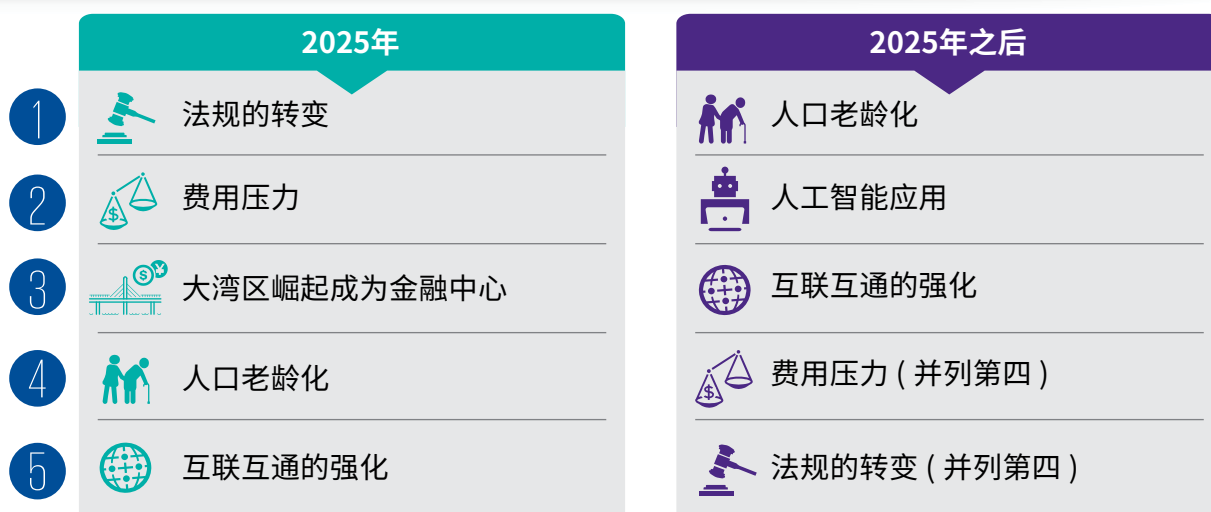 2025年
2025年之后
1
法规的转变
人口老龄化
2
费用压力
人工智能应用
3
大湾区崛起成为金融中心
互联互通的强化
4
人口老龄化
费用压力 ( 并列第四 )
5
互联互通的强化
法规的转变 ( 并列第四 )